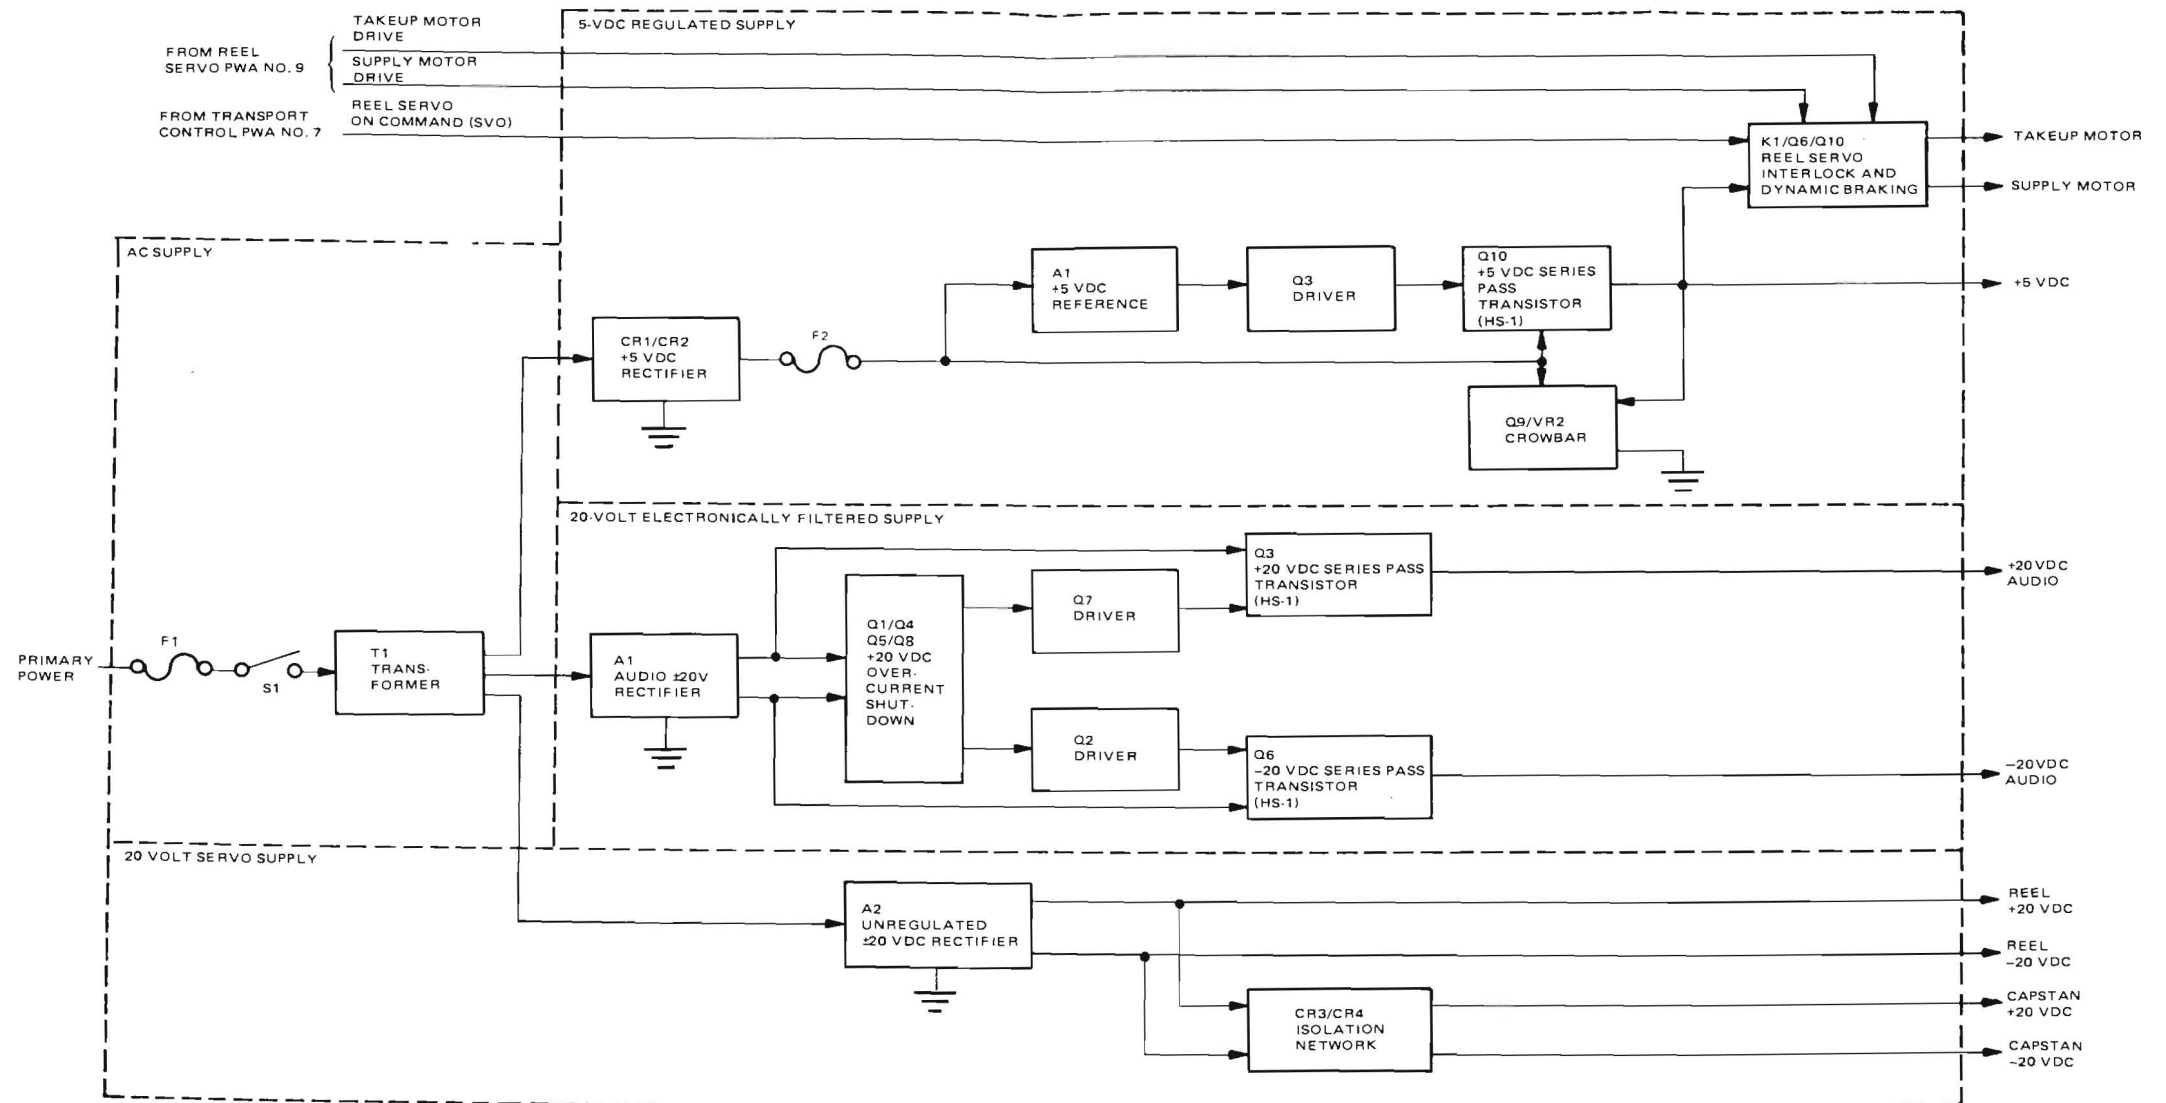 TAKEUP MOTOR
DRIVE
5-VDC REGULATED SUPPLY
FROM REEL
SERVO PWA NO. 9
SUPPLY MOTOR
DRIVE
REEL SERVO
ON COMMAND (SVO)
FROM TRANSPORT
CONTROL PWA NO. 7
K1/Q6/Q10
REEL SERVO
INTERLOCK AND
DYNAMIC BRAKING
TAKEUP MOTOR
SUPPLY MOTOR
AC SUPPLY
A1
+5 VDC
REFERENCE
Q3
DRIVER
Q10
+5 VDC SERIES
PASS
TRANSISTOR
(HS-1)
+5 VDC
CR1/CR2
+5 VDC
RECTIFIER
F2
Q9/VR2
CROWBAR
20-VOLT ELECTRONICALLY FILTERED SUPPLY
Q3
+20 VDC SERIES PASS
TRANSISTOR
(HS-1)
+20VDC
AUDIO
Q7
DRIVER
Q1/Q4
Q5/Q8
+20 VDC
OVER-
CURRENT
SHUT-
DOWN
PRIMARY
POWER
F1
S1
T1
TRANS-
FORMER
A1
AUDIO ±20V
RECTIFIER
Q2
DRIVER
Q6
-20 VDC SERIES PASS
TRANSISTOR
(HS-1)
-20VDC
AUDIO
20 VOLT SERVO SUPPLY
A2
UNREGULATED
±20 VDC RECTIFIER
REEL
+20 VDC
REEL
-20 VDC
CR3/CR4
ISOLATION
NETWORK
CAPSTAN
+20 VDC
CAPSTAN
-20 VDC